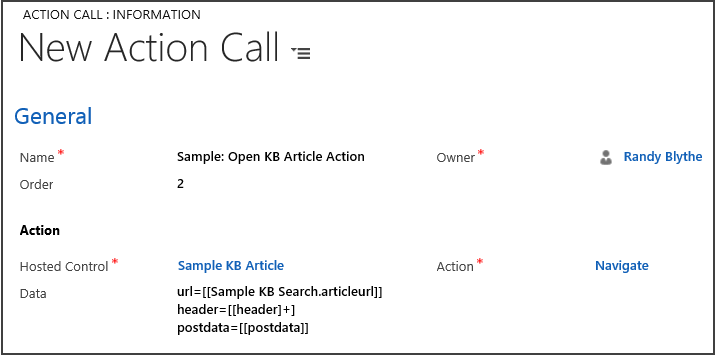 ACTION CALL : INFORMATION
New Action Call
General
Name * Sample: Open KB Article Action Owner * Randy Blythe
Order 2
Action
Hosted Control * Sample KB Article Action * Navigate
Data url=[[Sample KB Search.articleurl]]
header=[[header]+]
postdata=[[postdata]]